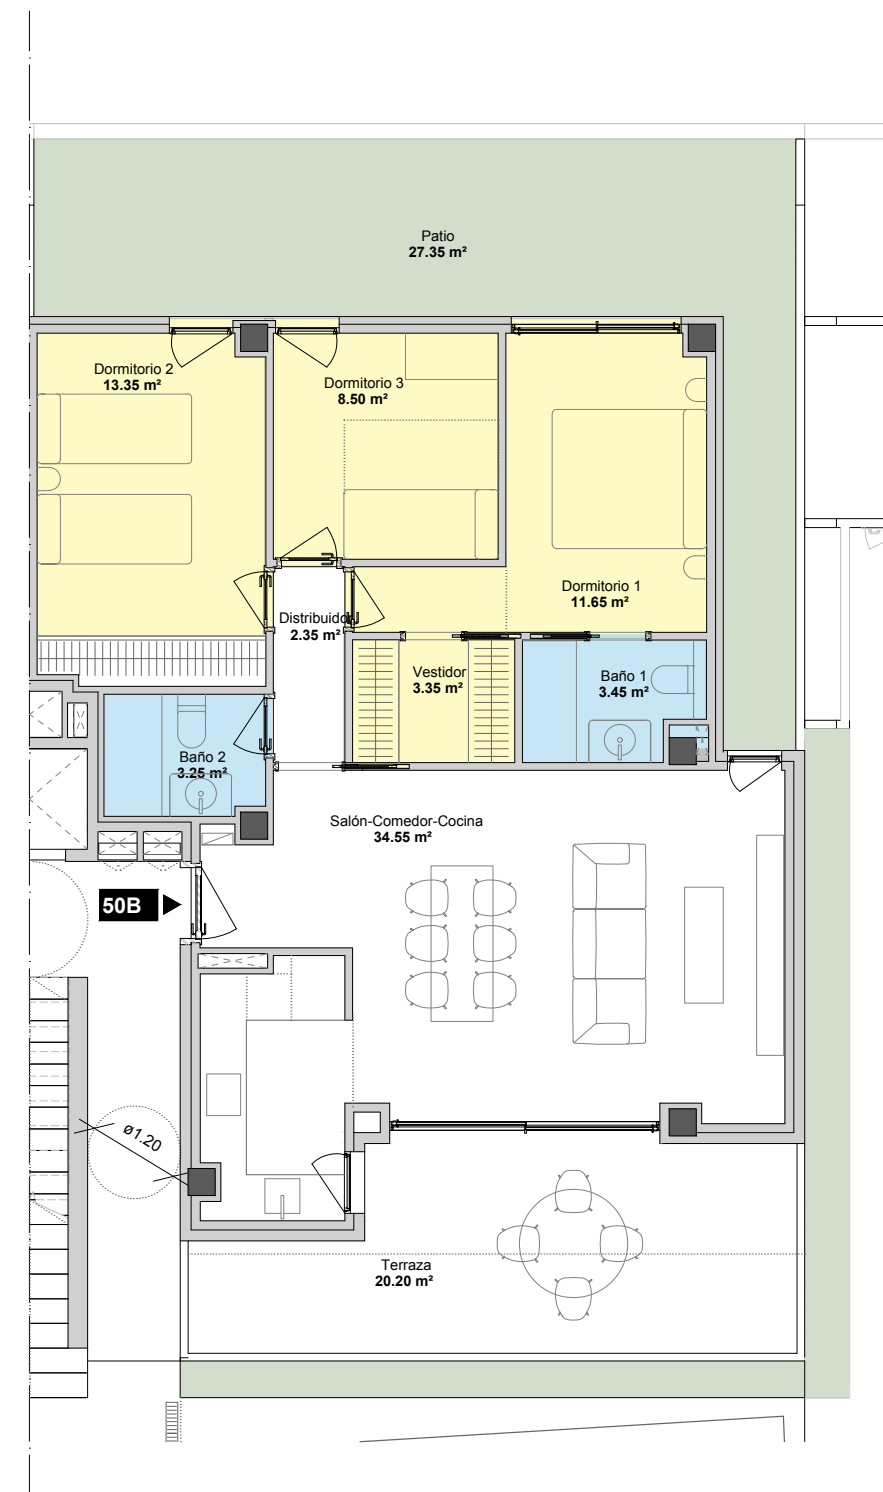 Patio
27.35 m²
Dormitorio 2
13.35 m²
Dormitorio 3
8.50 m²
Dormitorio 1
11.65 m²
Distribuidor
2.35 m²
Vestidor
3.35 m²
Baño 1
3.45 m²
Baño 2
3.25 m²
Salón-Comedor-Cocina
34.55 m²
50B
ø1.20
Terraza
20.20 m²